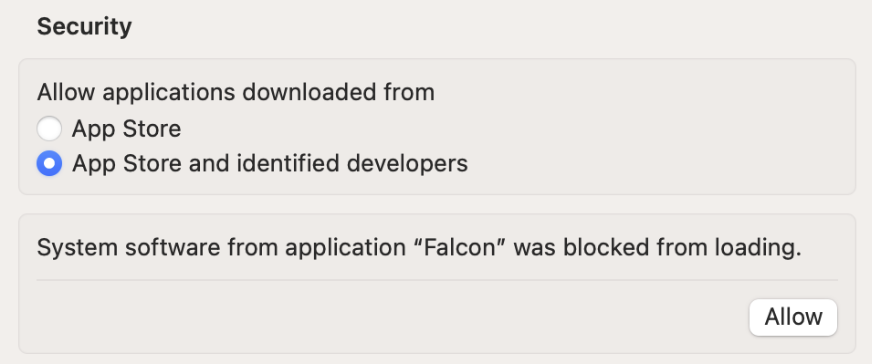 Security
Allow applications downloaded from
App Store
App Store and identified developers
System software from application “Falcon” was blocked from loading.
Allow